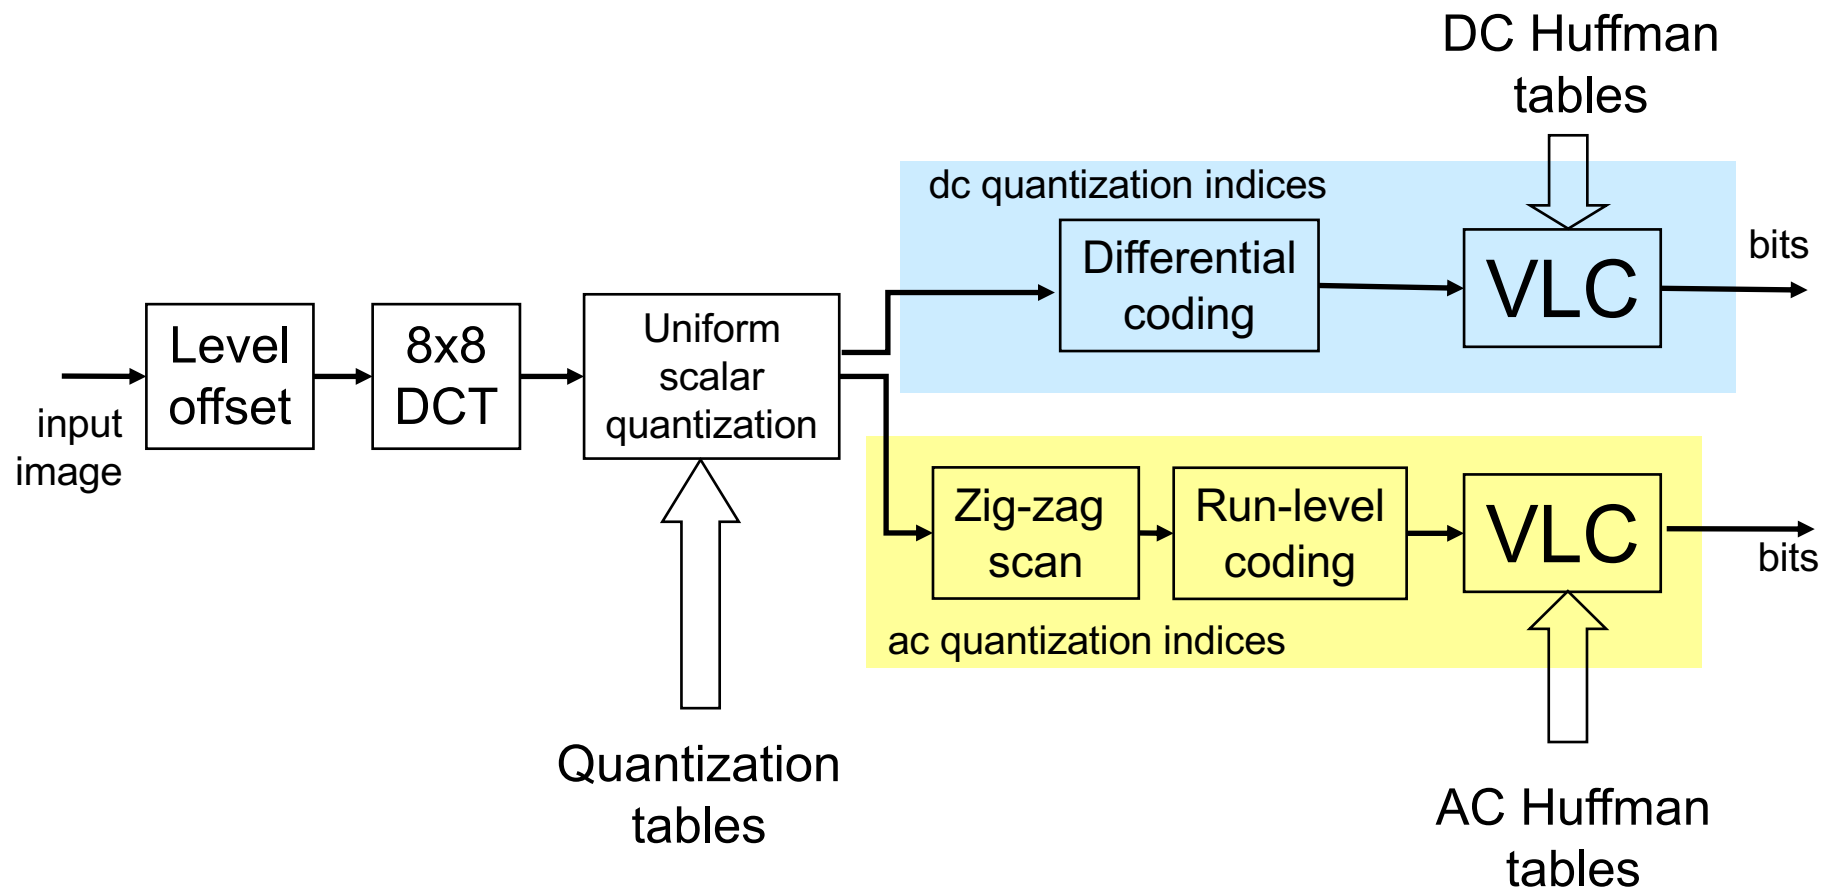 DC Huffman
tables
dc quantization indices
Differential
coding
VLC
bits
input
image
Level
offset
8x8
DCT
Uniform
scalar
quantization
Zig-zag
scan
Run-level
coding
VLC
bits
ac quantization indices
Quantization
tables
AC Huffman
tables